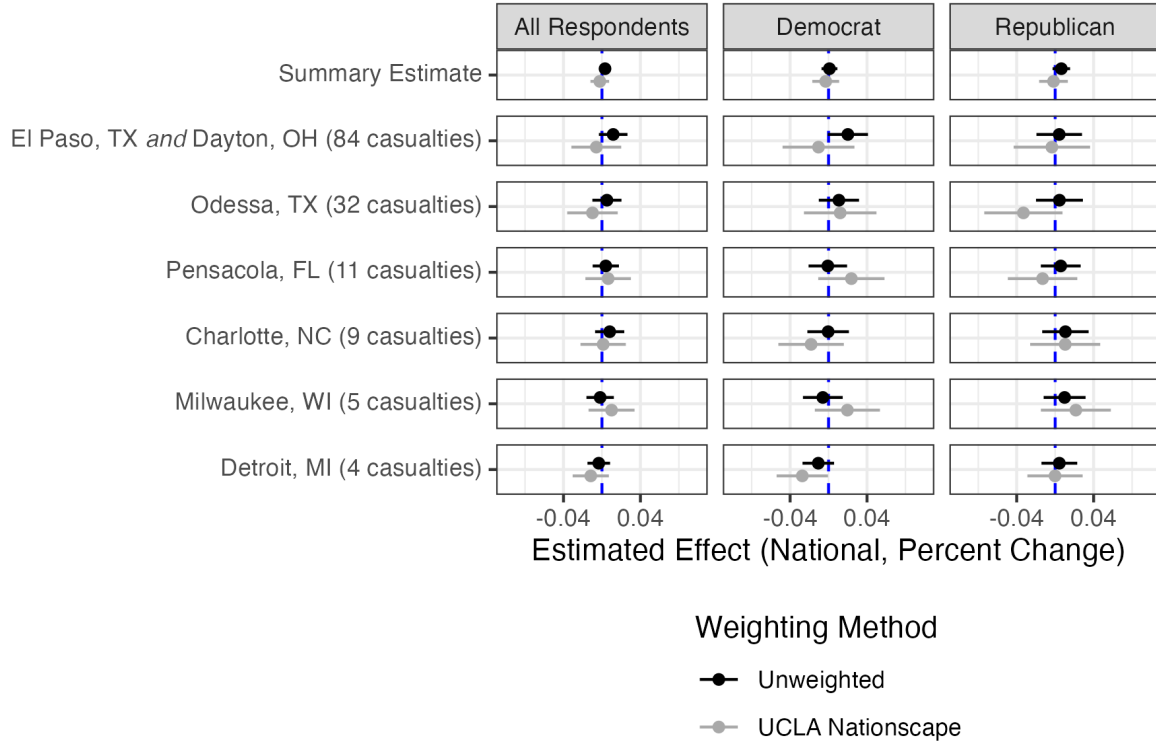 All Respondents Democrat Republican
Summary Estimate
El Paso, TX and Dayton, OH (84 casualties)
Odessa, TX (32 casualties)
Pensacola, FL (11 casualties)
Charlotte, NC (9 casualties)
Milwaukee, WI (5 casualties)
Detroit, MI (4 casualties)
-0.04 0.04 -0.04 0.04 -0.04 0.04
Estimated Effect (National, Percent Change)
Weighting Method
Unweighted
UCLA Nationscape